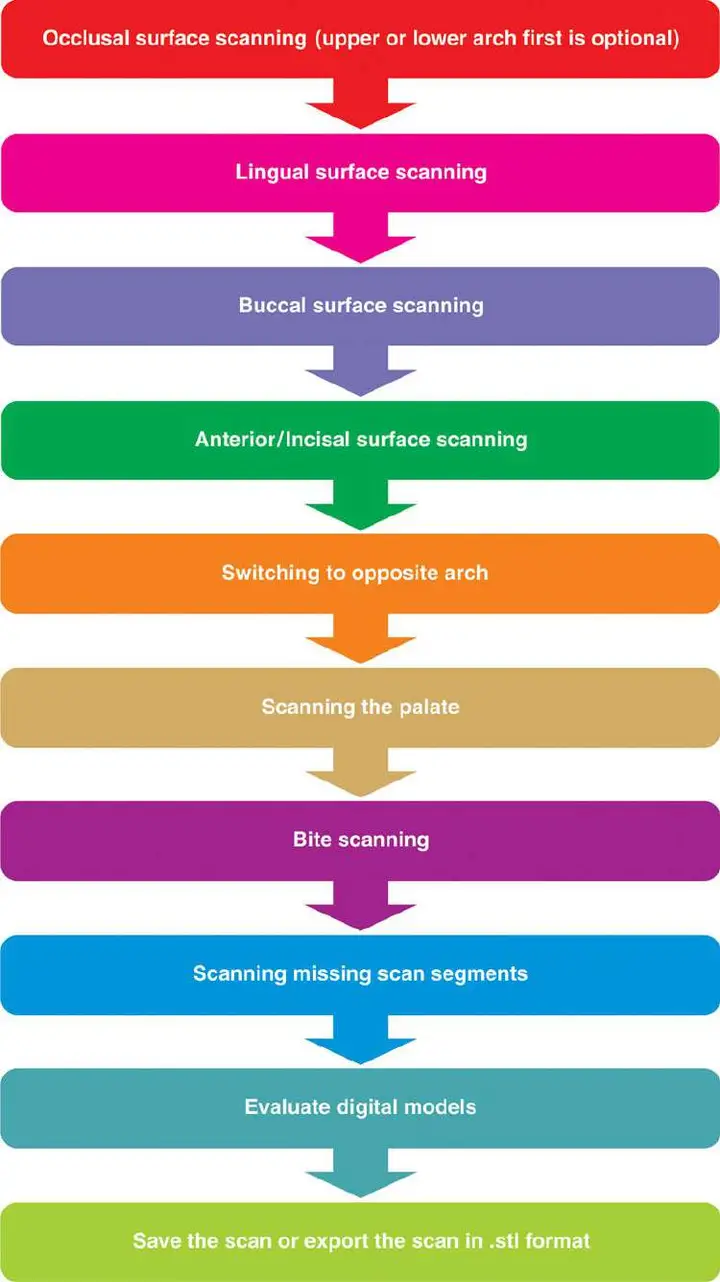 Occlusal surface scanning (upper or lower arch first is optional)
Lingual surface scanning
Buccal surface scanning
Anterior/Incisal surface scanning
Switching to opposite arch
Scanning the palate
Bite scanning
Scanning missing scan segments
Evaluate digital models
Save the scan or export the scan in .stl format